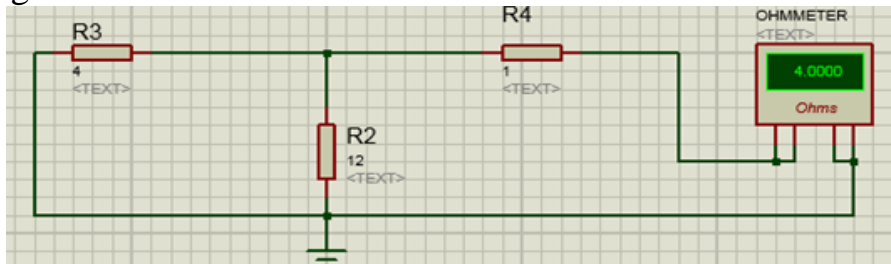 R3
4
<TEXT>
R4
1
<TEXT>
OHMMETER
<TEXT>
4.0000
Ohms
R2
12
<TEXT>